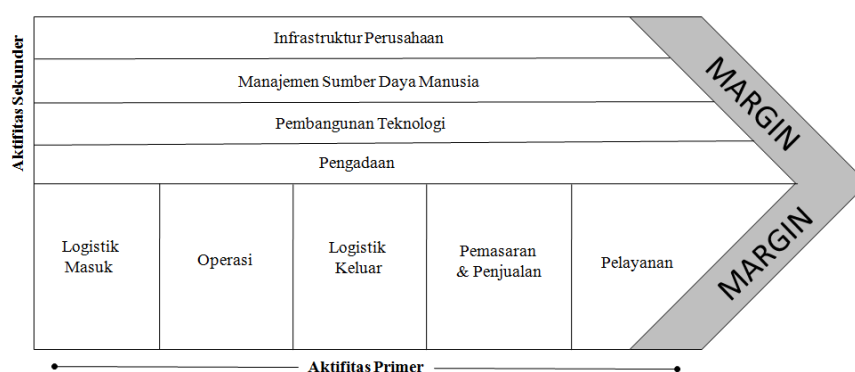 Aktifitas Sekunder
Infrastruktur Perusahaan
Manajemen Sumber Daya Manusia
Pembangunan Teknologi
Pengadaan
MARGIN
Logistik
Masuk
Operasi
Logistik
Keluar
Pemasaran
& Penjualan
Pelayanan
MARGIN
Aktifitas Primer